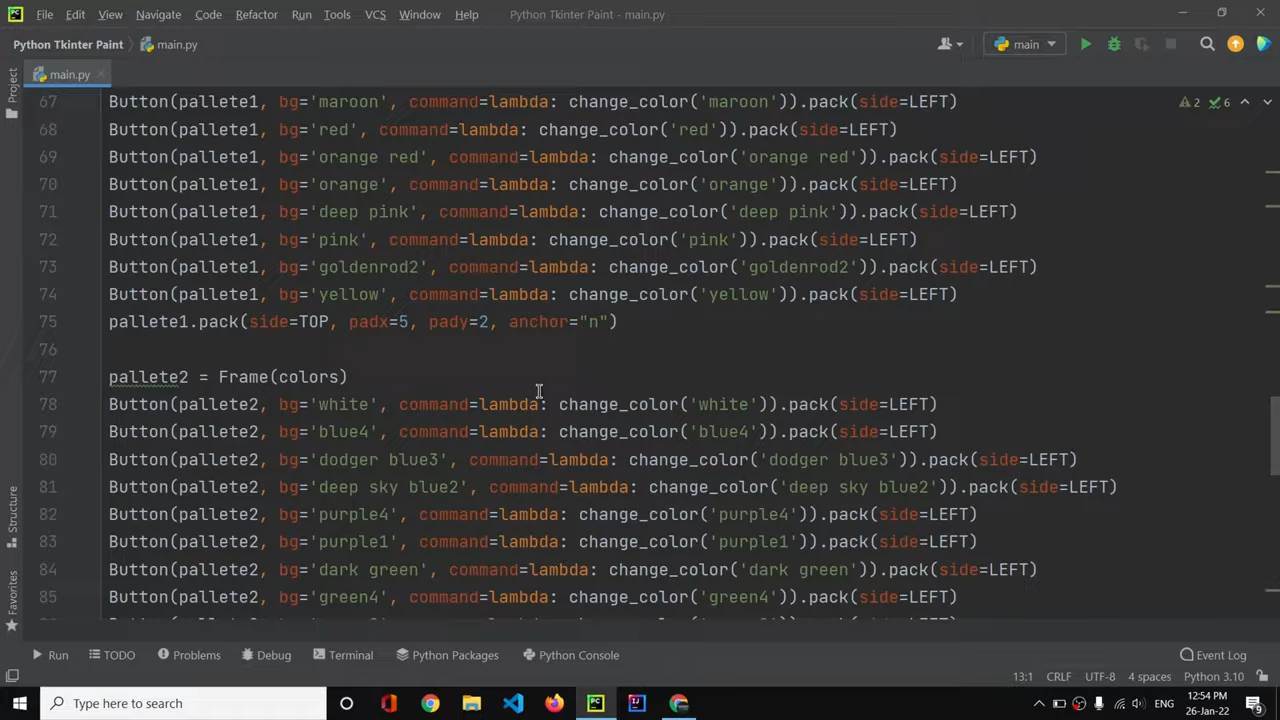 File Edit View Navigate Code Refactor Run Tools VCS Window Help Python Tkinter Paint - main.py
Python Tkinter Paint main.py main
main.py
Project
67 Button(pallete1, bg='maroon', command=lambda: change_color('maroon')).pack(side=LEFT) 2 6
68 Button(pallete1, bg='red', command=lambda: change_color('red')).pack(side=LEFT)
69 Button(pallete1, bg='orange red', command=lambda: change_color('orange red')).pack(side=LEFT)
70 Button(pallete1, bg='orange', command=lambda: change_color('orange')).pack(side=LEFT)
71 Button(pallete1, bg='deep pink', command=lambda: change_color('deep pink')).pack(side=LEFT)
72 Button(pallete1, bg='pink', command=lambda: change_color('pink')).pack(side=LEFT)
73 Button(pallete1, bg='goldenrod2', command=lambda: change_color('goldenrod2')).pack(side=LEFT)
74 Button(pallete1, bg='yellow', command=lambda: change_color('yellow')).pack(side=LEFT)
75 pallete1.pack(side=TOP, padx=5, pady=2, anchor="n")
76
77 pallete2 = Frame(colors)
78 Button(pallete2, bg='white', command=lambda: change_color('white')).pack(side=LEFT)
79 Button(pallete2, bg='blue4', command=lambda: change_color('blue4')).pack(side=LEFT)
80 Button(pallete2, bg='dodger blue3', command=lambda: change_color('dodger blue3')).pack(side=LEFT)
81 Button(pallete2, bg='deep sky blue2', command=lambda: change_color('deep sky blue2')).pack(side=LEFT)
82 Button(pallete2, bg='purple4', command=lambda: change_color('purple4')).pack(side=LEFT)
83 Button(pallete2, bg='purple1', command=lambda: change_color('purple1')).pack(side=LEFT)
84 Button(pallete2, bg='dark green', command=lambda: change_color('dark green')).pack(side=LEFT)
85 Button(pallete2, bg='green4', command=lambda: change_color('green4')).pack(side=LEFT)
Structure
Favorites
Run TODO Problems Debug Terminal Python Packages Python Console Event Log
13:1 CRLF UTF-8 4 spaces Python 3.10
Type here to search
ENG
12:54 PM
26-Jan-22
9